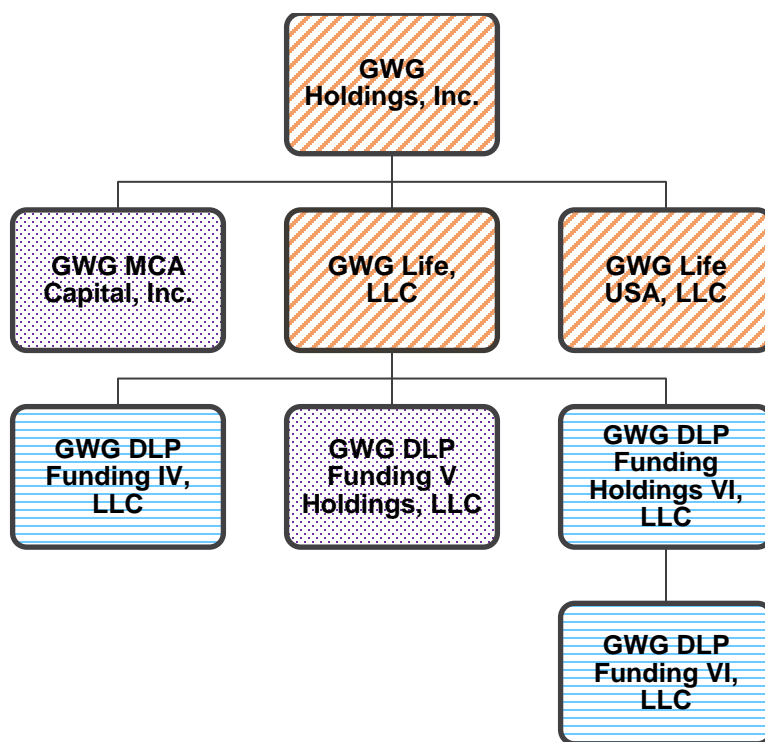 GWG
Holdings, Inc.
GWG MCA
Capital, Inc.
GWG Life,
LLC
GWG Life
USA, LLC
GWG DLP
Funding IV,
LLC
GWG DLP
Funding V
Holdings, LLC
GWG DLP
Funding
Holdings VI,
LLC
GWG DLP
Funding VI,
LLC